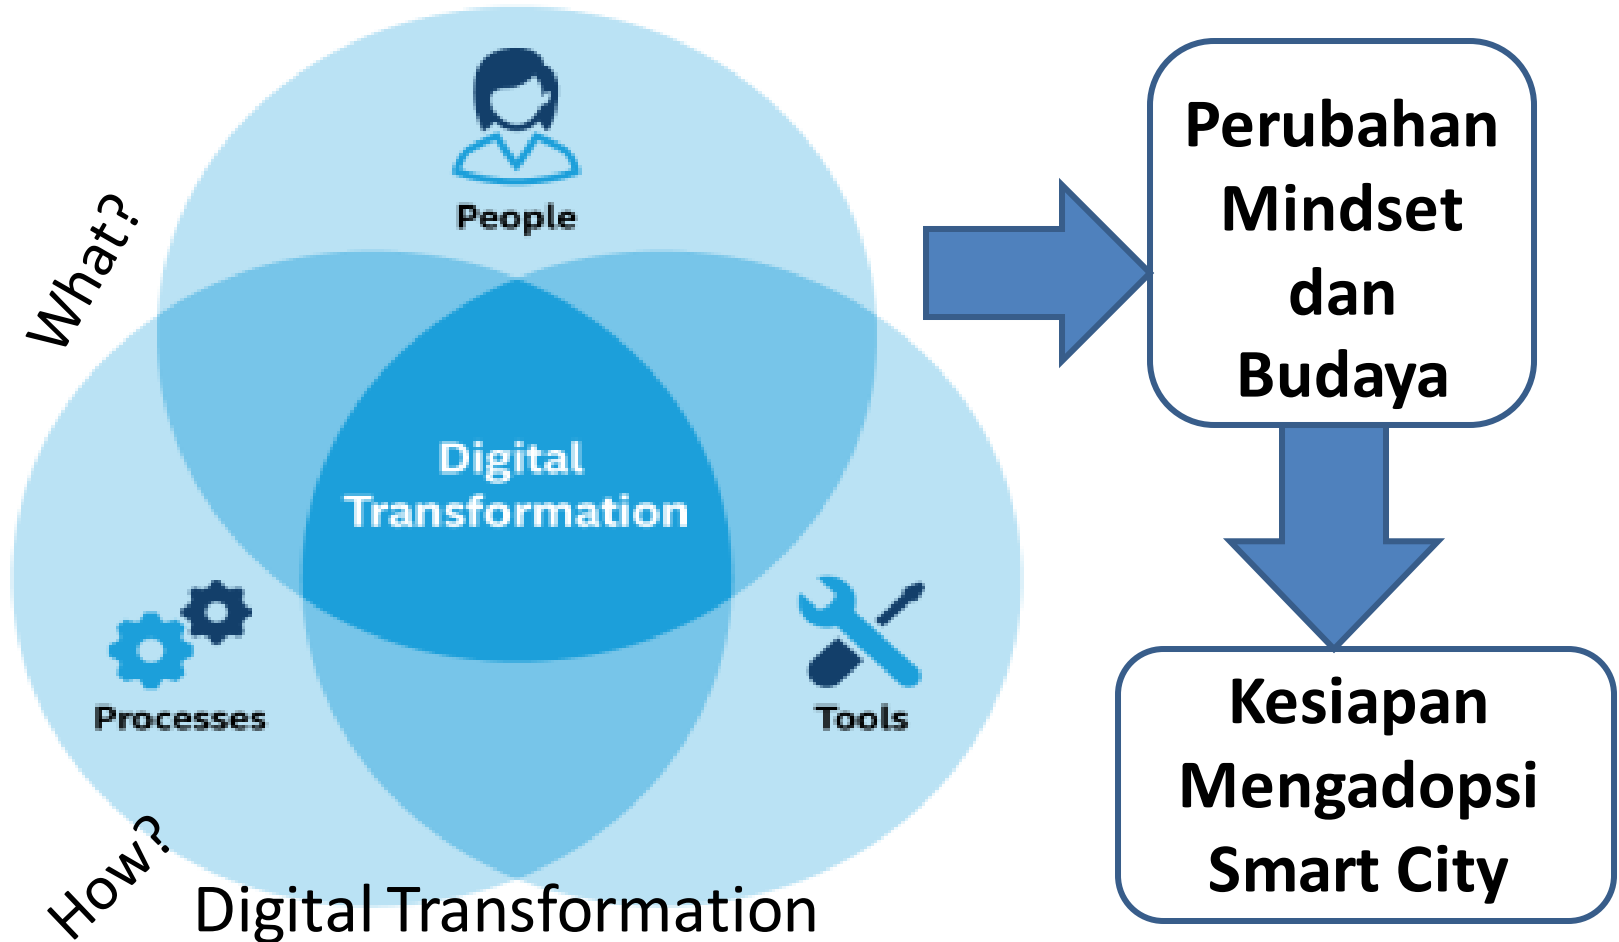 What?
People
Digital
Transformation
Processes
Tools
How?
Digital Transformation
Perubahan
Mindset
dan
Budaya
Kesiapan
Mengadopsi
Smart City